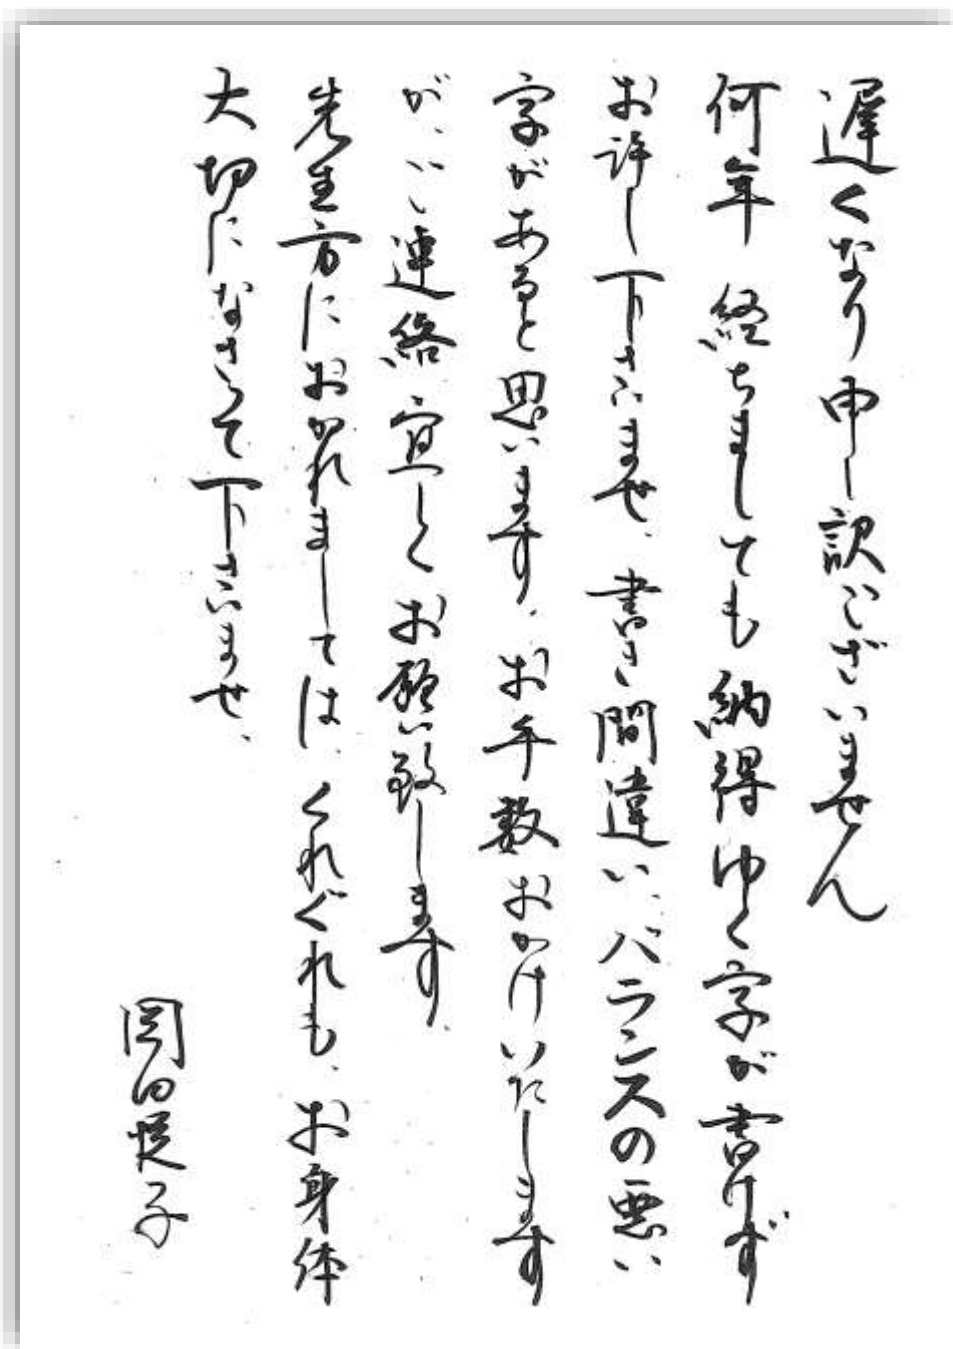 遅くなり申し訳ございません
何年経ちましても納得ゆく字が書けず
お許し下さいませ、書き間違い、バランスの悪い
字があると思います、お手数おかけいたします
が、ご連絡宜しくお願い致します、
先生方におかれましては、くれぐれも、お身体
大切になさって下さいませ、
岡田悦子